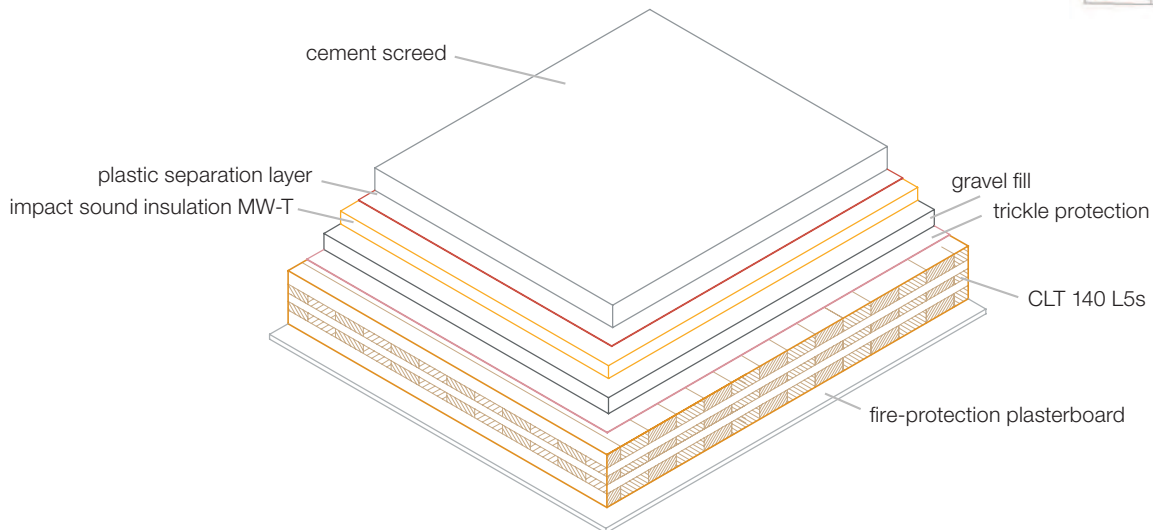 cement screed
plastic separation layer
impact sound insulation MW-T
gravel fill
trickle protection
CLT 140 L5s
fire-protection plasterboard